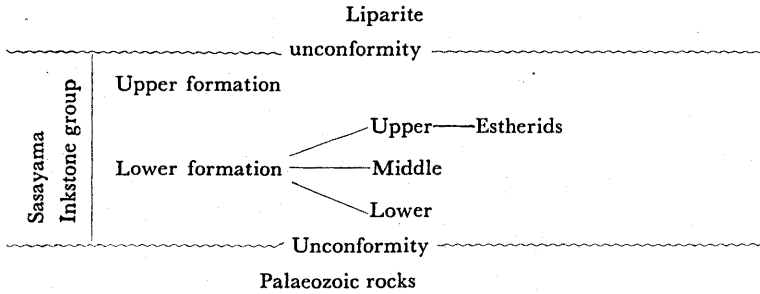 Liparite
unconformity
Sasayama
Inkstone group
Upper formation
Upper—Estherids
Lower formation
Middle
Lower
Unconformity
Palaeozoic rocks